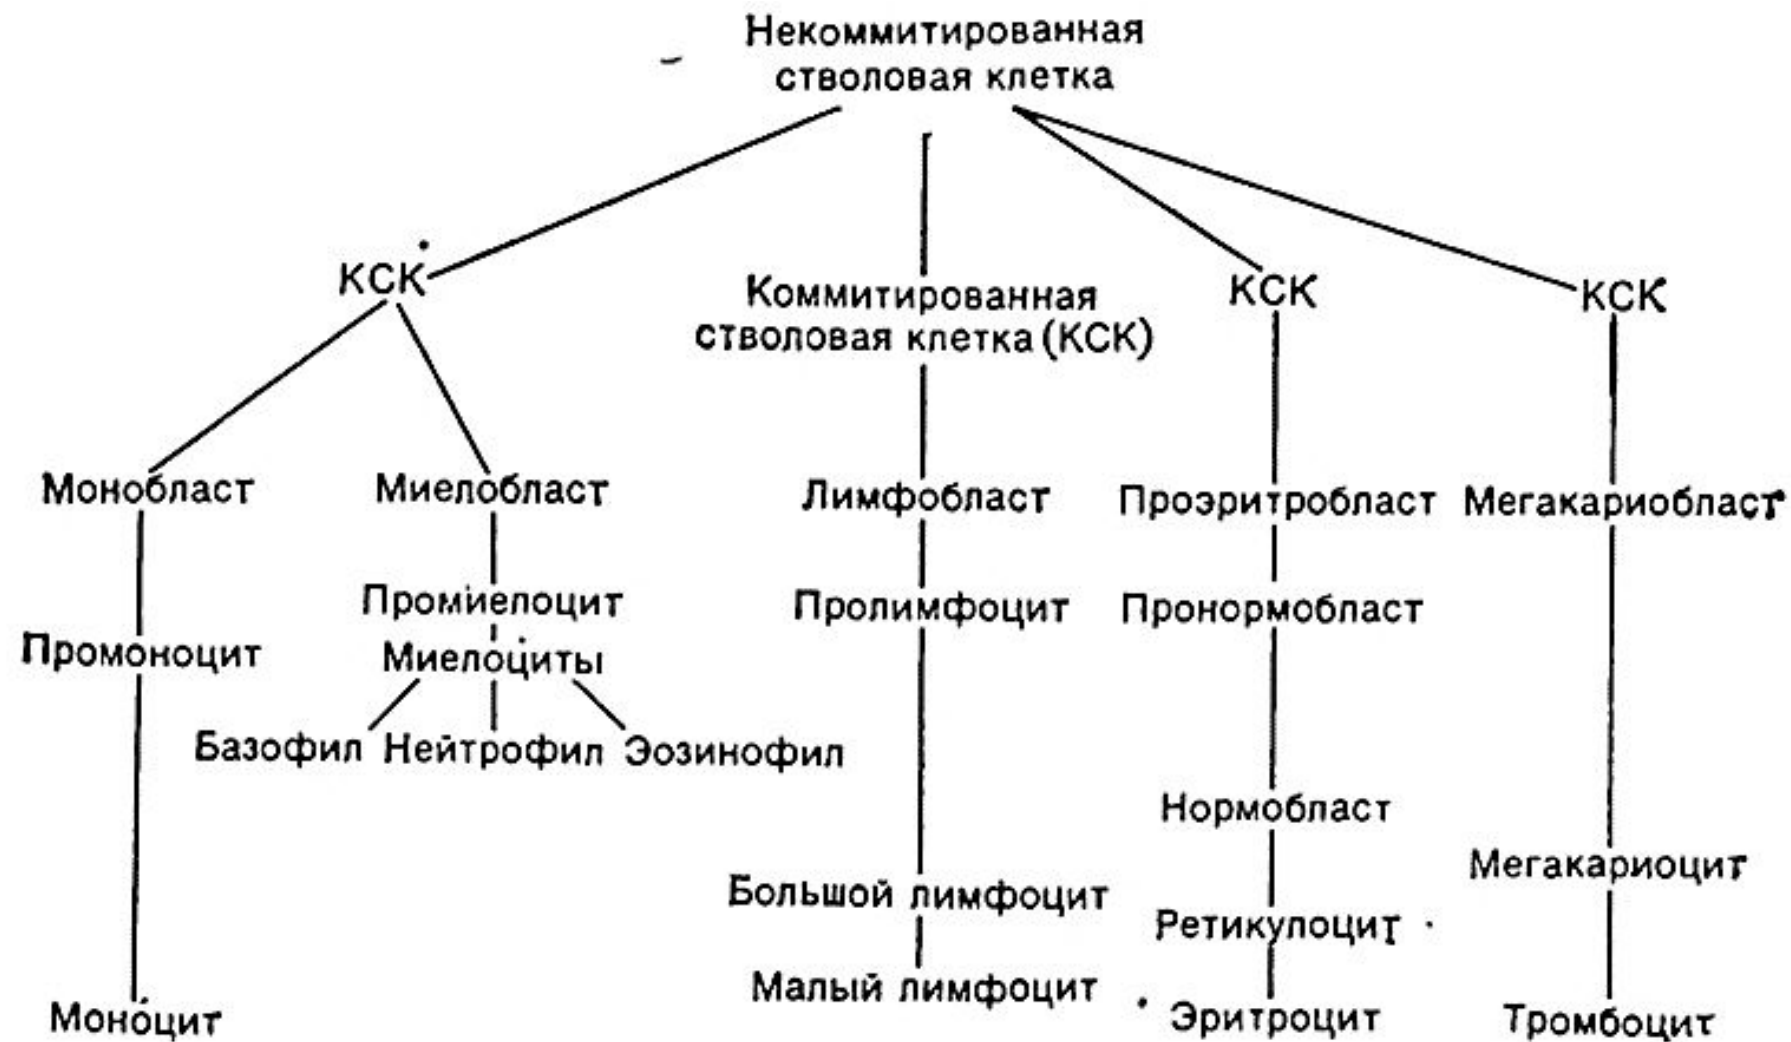 Некоммитированная
стволовая клетка
КСК
Коммитированная
стволовая клетка (КСК)
КСК
КСК
Монобласт
Миелобласт
Лимфобласт
Проэритробласт
Мегакариобласт
Промиелоцит
Пролимфоцит
Пронормобласт
Промоноцит
Миелоциты
Базофил
Нейтрофил
Эозинофил
Нормобласт
Мегакариоцит
Большой лимфоцит
Ретикулоцит
Малый лимфоцит
Моноцит
Эритроцит
Тромбоцит